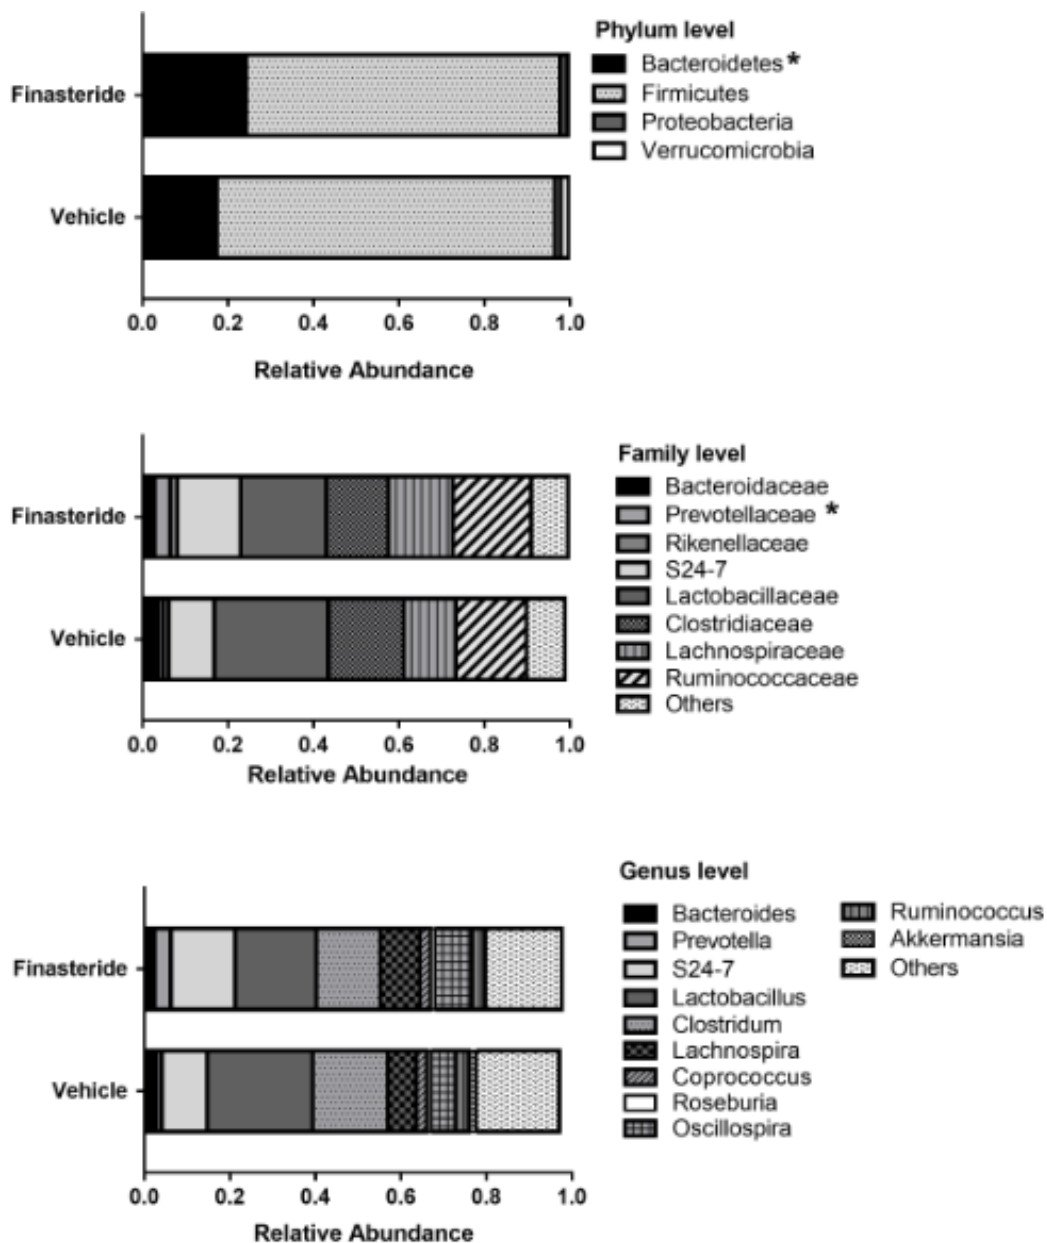 Phylum level
Bacteroidetes *
Firmicutes
Proteobacteria
Verrucomicrobia
Finasteride
Vehicle
0.0 0.2 0.4 0.6 0.8 1.0
Relative Abundance
Family level
Bacteroidaceae
Prevotellaceae *
Rikenellaceae
S24-7
Lactobacillaceae
Clostridiaceae
Lachnospiraceae
Ruminococcaceae
Others
Finasteride
Vehicle
0.0 0.2 0.4 0.6 0.8 1.0
Relative Abundance
Genus level
Bacteroides
Prevotella
S24-7
Lactobacillus
Clostridum
Lachnospira
Coprococcus
Roseburia
Oscillospira
Ruminococcus
Akkermansia
Others
Finasteride
Vehicle
0.0 0.2 0.4 0.6 0.8 1.0
Relative Abundance